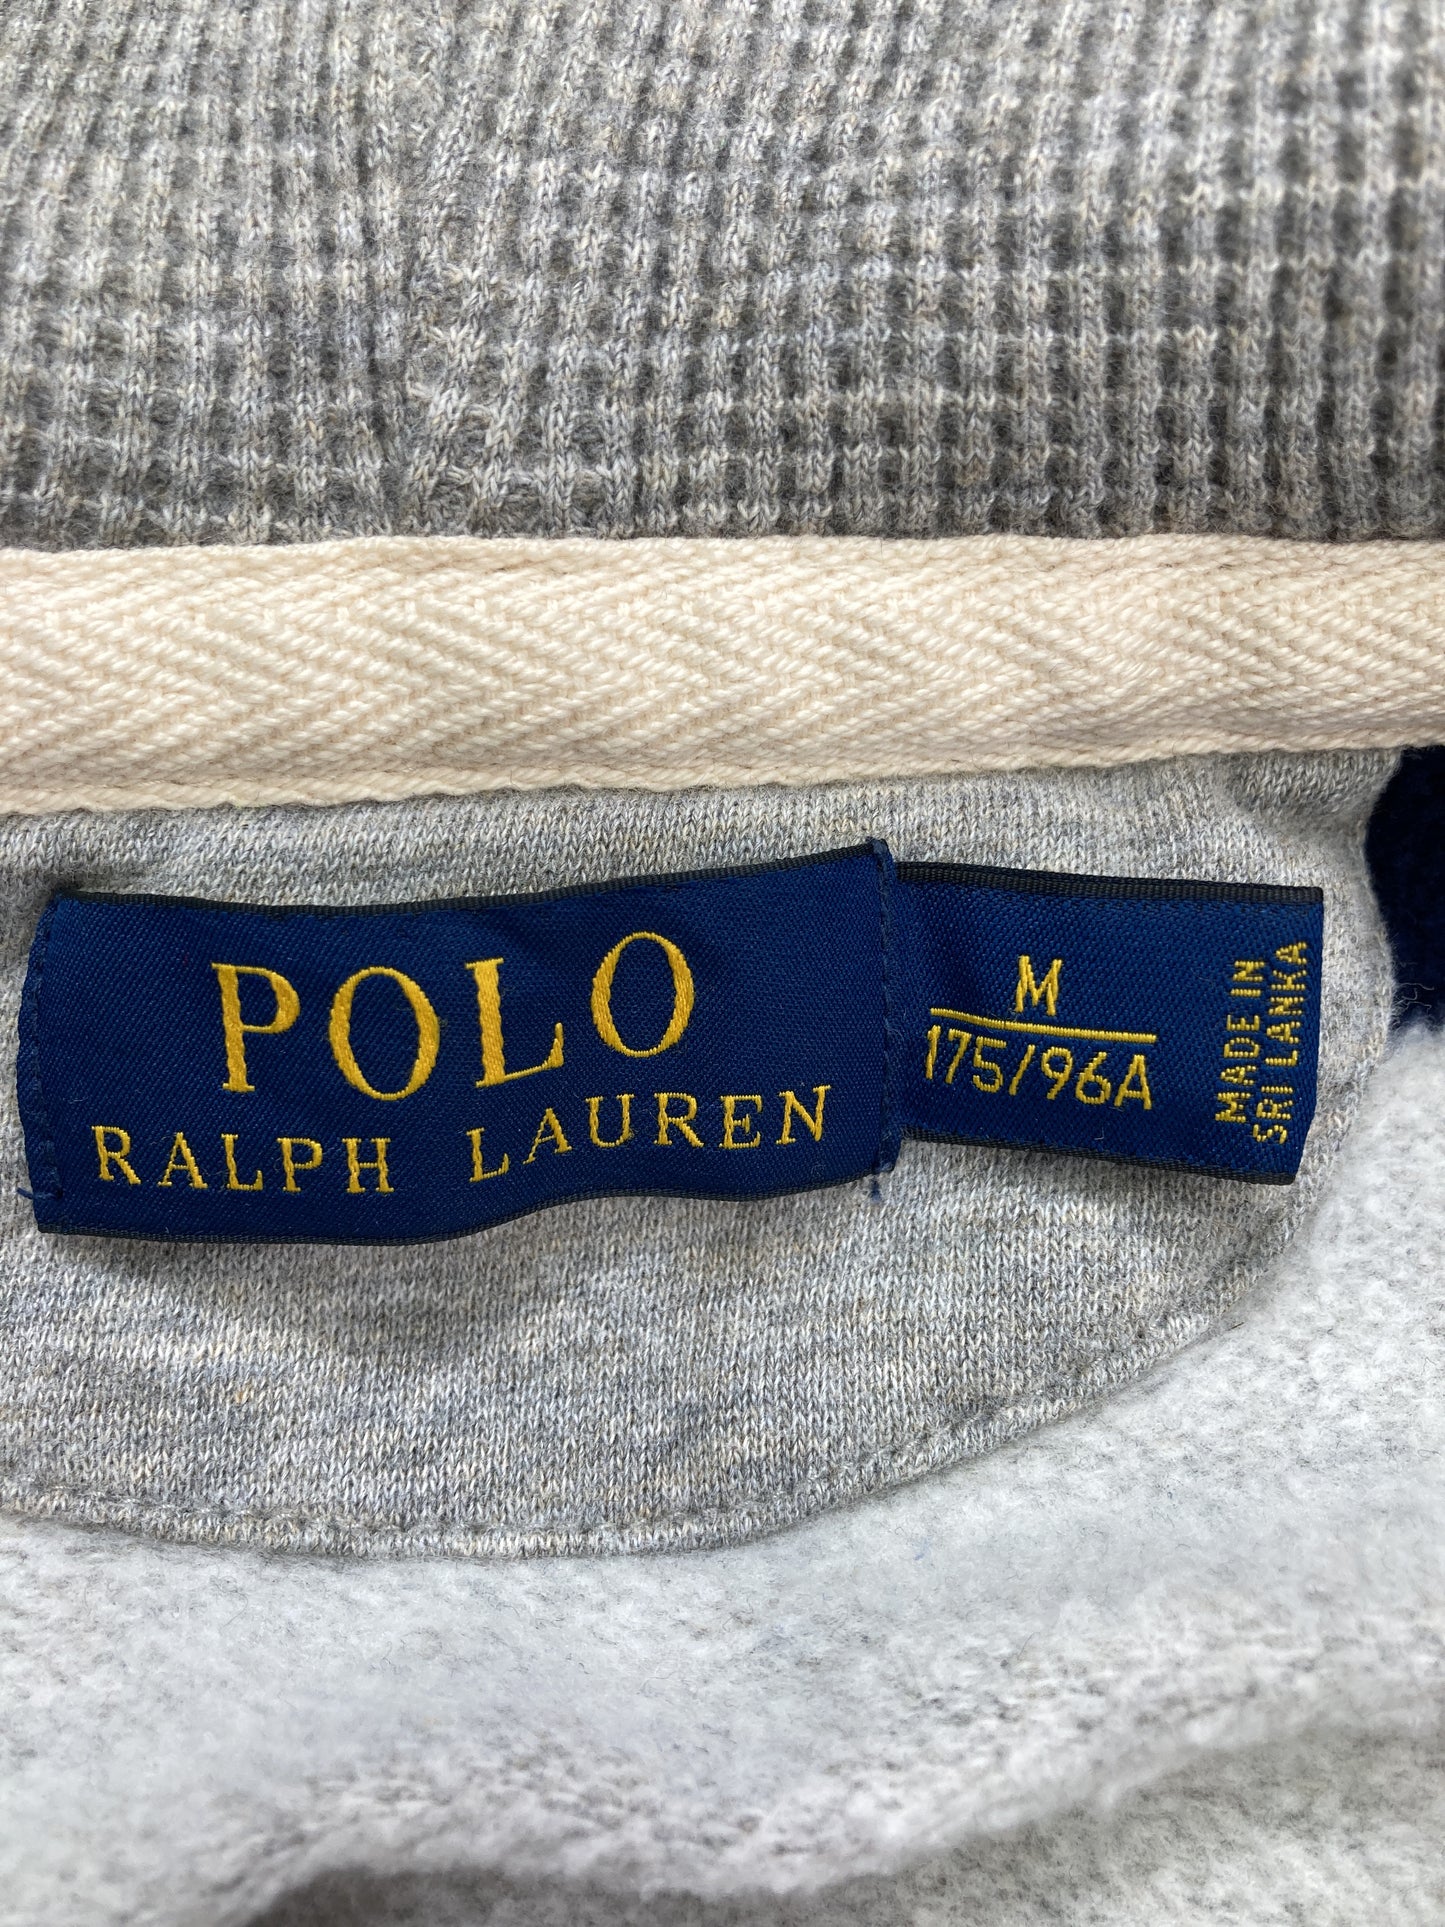 POLO
RALPH LAUREN
M
175/96A
MADE IN
SRI LANKA